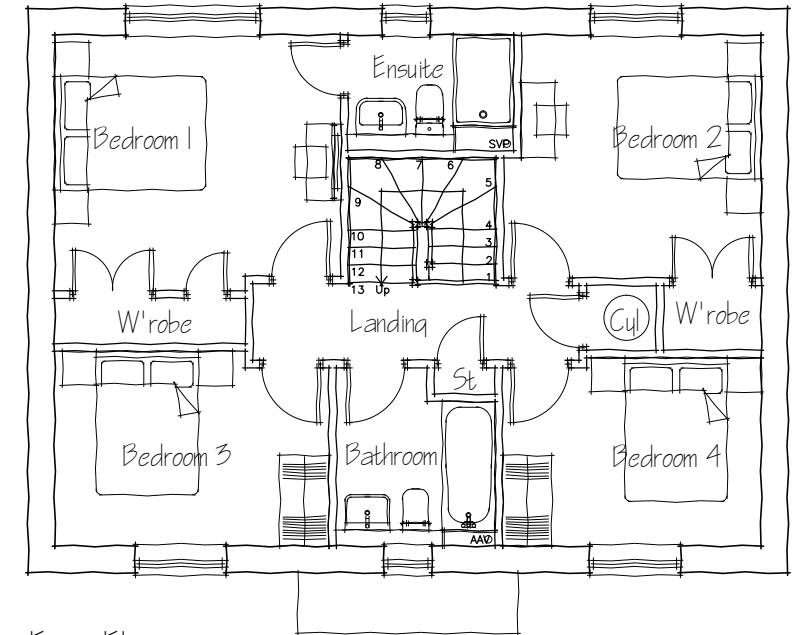 Ensuite
Bedroom 1
Bedroom 2
SVP
8 7 6
5
9
4
10
3
11
2
12
1
13 Up
W'robe
Landing
Cyl
W'robe
St
Bedroom 3
Bathroom
Bedroom 4
AAV